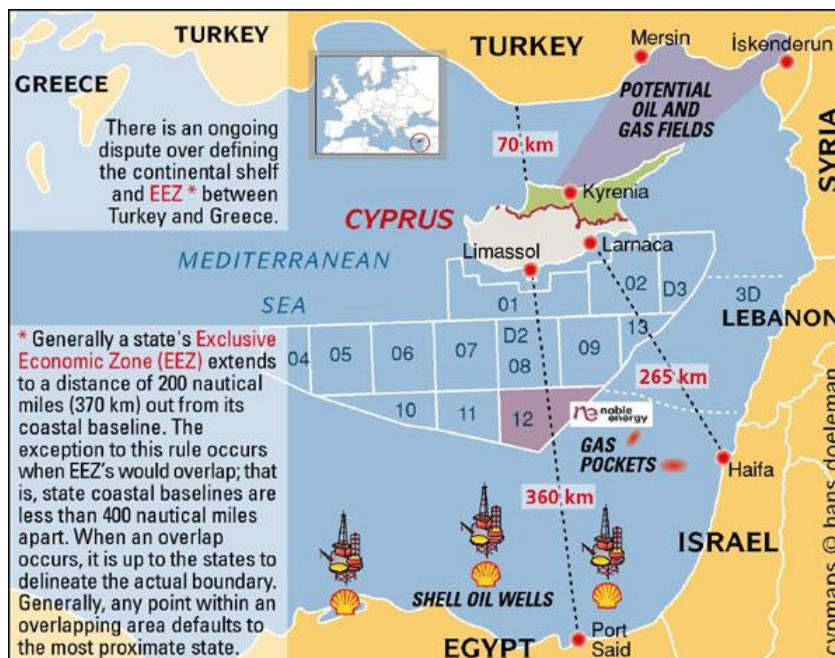 TURKEY
TURKEY
Mersin
İskenderun
GREECE
POTENTIAL
OIL AND
GAS FIELDS
There is an ongoing
dispute over defining
the continental shelf
and EEZ * between
Turkey and Greece.
70 km
SYRIA
Kyrenia
CYPRUS
Limassol
Larnaca
MEDITERRANEAN
SEA
01
02
D3
3D
LEBANON
13
04
05
06
07
D2
08
09
10
11
12
265 km
* Generally a state's Exclusive
Economic Zone (EEZ) extends
to a distance of 200 nautical
miles (370 km) out from its
coastal baseline. The
exception to this rule occurs
when EEZ's would overlap; that
is, state coastal baselines are
less than 400 nautical miles
apart. When an overlap
occurs, it is up to the states to
delineate the actual boundary.
Generally, any point within an
overlapping area defaults to
the most proximate state.
ne noble
energy
GAS
POCKETS
Haifa
360 km
ISRAEL
SHELL OIL WELLS
EGYPT
Port
Said
cypmaps © hans doeleman